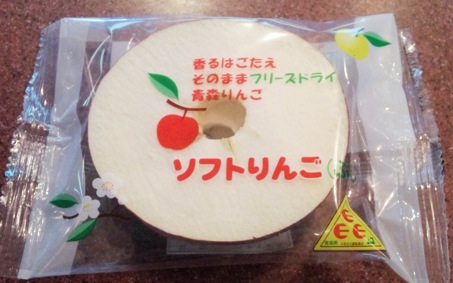 香るはごたえ
そのままフリーズドライ
青森りんご
ソフトりんご
E
E E